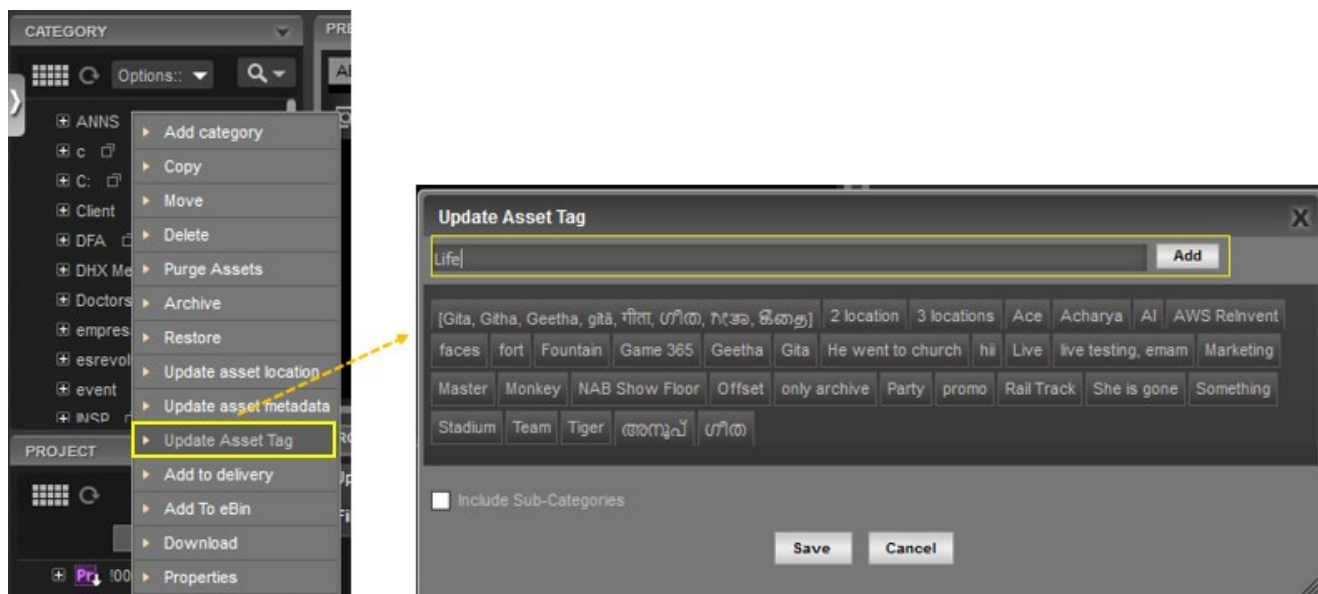 CATEGORY
PRE
Options::
ANNS
c
C:
Client
DFA
DHX Me
Doctors
empres
esrevol
event
INSP
Add category
Copy
Move
Delete
Purge Assets
Archive
Restore
Update asset location
Update asset metadata
Update Asset Tag
Add to delivery
Add To eBin
Download
Properties
PROJECT
Pr
!00
Update Asset Tag
X
Life
Add
[Gita, Githa, Geetha, gītā, गीता, ഗീത, கீதை] 2 location 3 locations Ace Acharya AI AWS ReInvent
faces fort Fountain Game 365 Geetha Gita He went to church hii Live live testing, emam Marketing
Master Monkey NAB Show Floor Offset only archive Party promo Rail Track She is gone Something
Stadium Team Tiger അനൂപ് ഗീത
Include Sub-Categories
Save Cancel